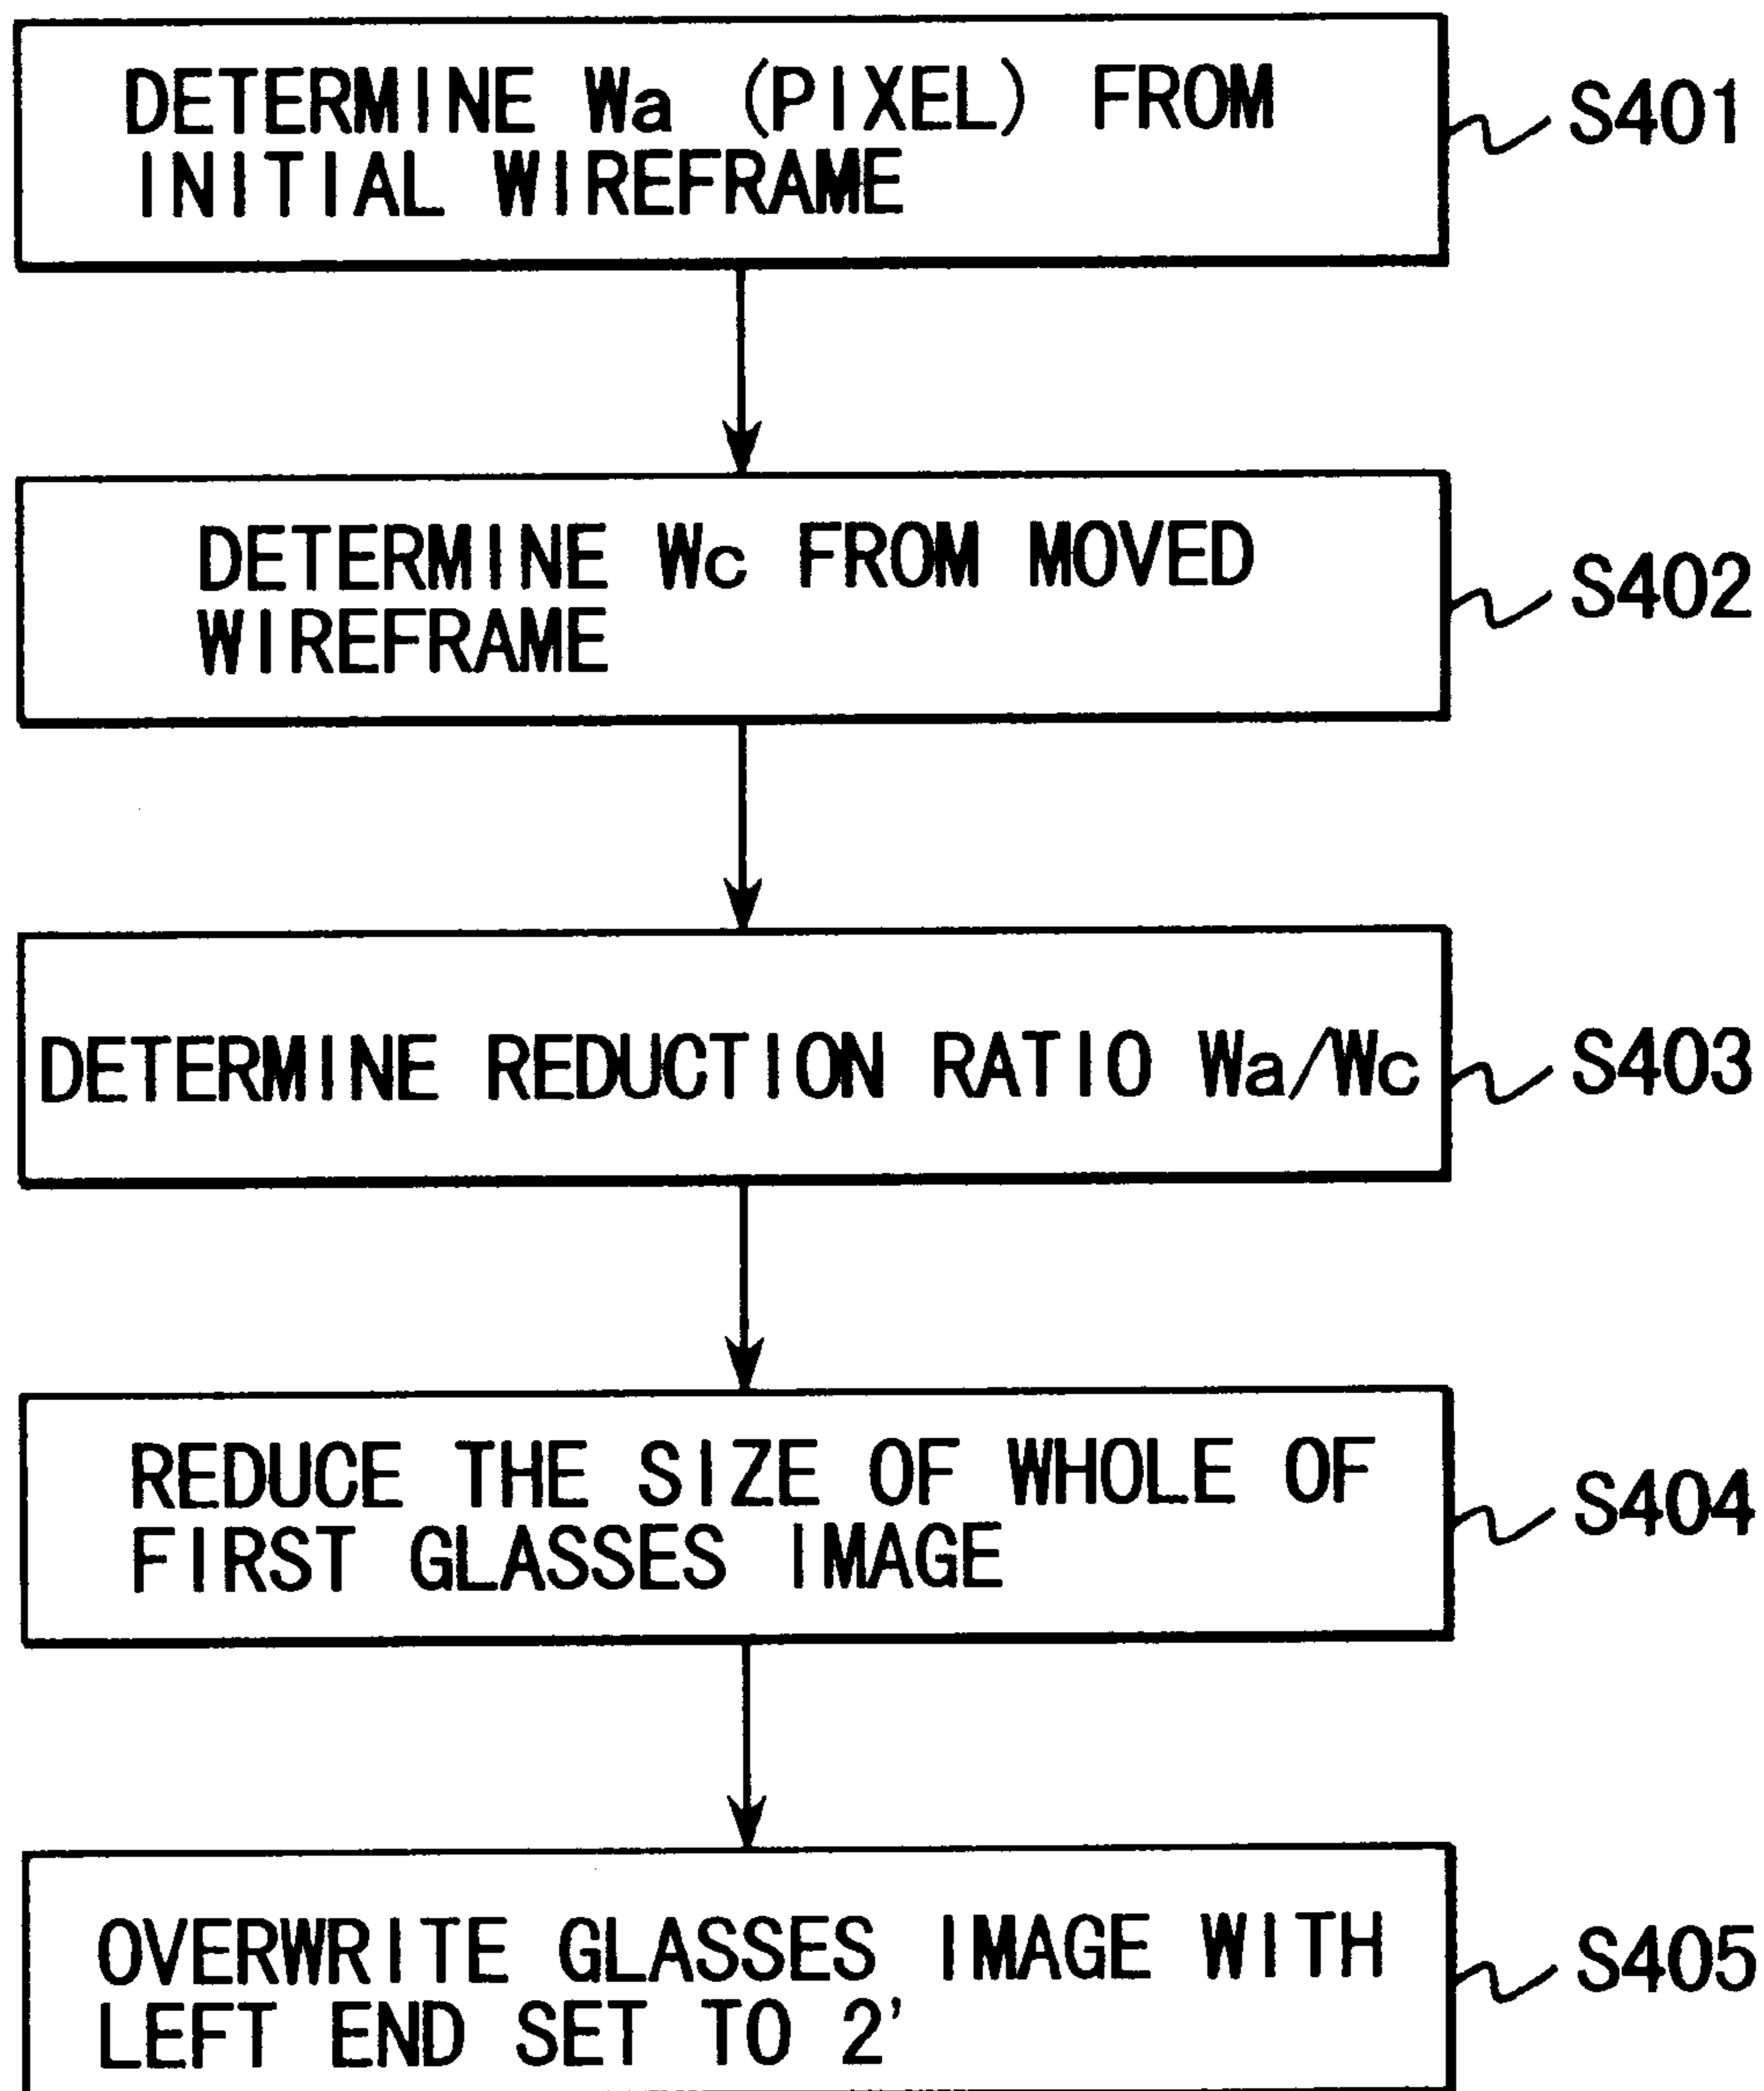 DETERMINE Wa (PIXEL) FROM
INITIAL WIREFRAME
S401
DETERMINE Wc FROM MOVED
WIREFRAME
S402
DETERMINE REDUCTION RATIO Wa/Wc
S403
REDUCE THE SIZE OF WHOLE OF
FIRST GLASSES IMAGE
S404
OVERWRITE GLASSES IMAGE WITH
LEFT END SET TO 2'
S405